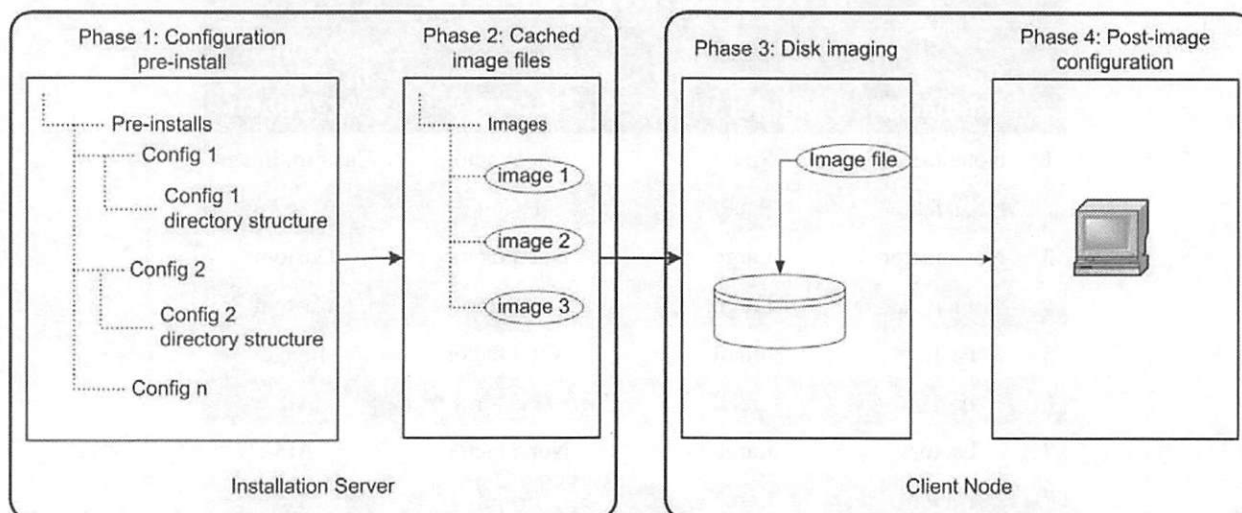 Phase 1: Configuration
pre-install
Pre-installs
Config 1
Config 1
directory structure
Config 2
Config 2
directory structure
Config n
Phase 2: Cached
image files
Images
image 1
image 2
image 3
Installation Server
Phase 3: Disk imaging
Image file
Phase 4: Post-image
configuration
Client Node